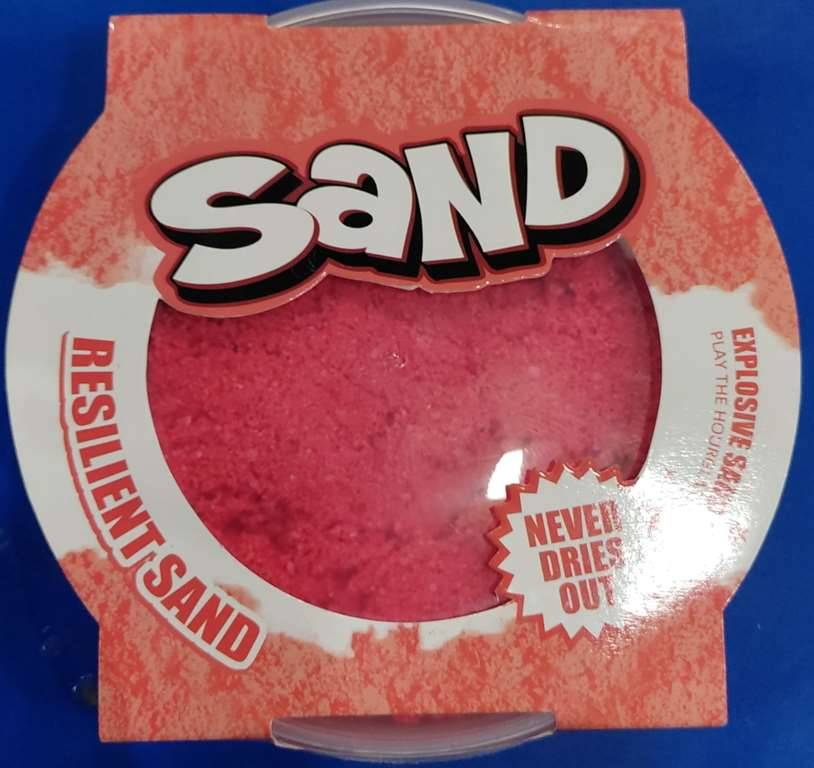 SaND
RESILIENT SAND
EXPLOSIVE
PLAY THE
NEVER
DRIES
OUT